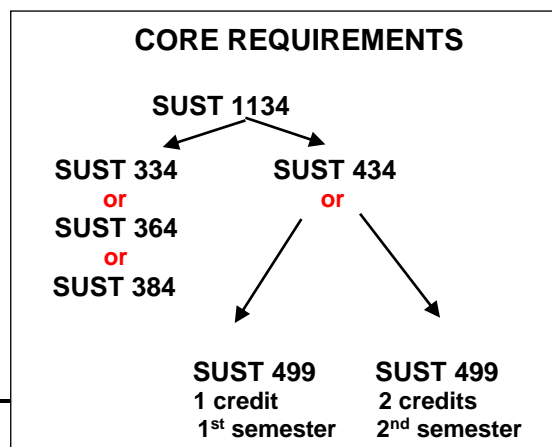 CORE REQUIREMENTS
SUST 1134
SUST 334
or
SUST 364
or
SUST 384
SUST 434
or
SUST 499
1 credit
1st semester
SUST 499
2 credits
2nd semester